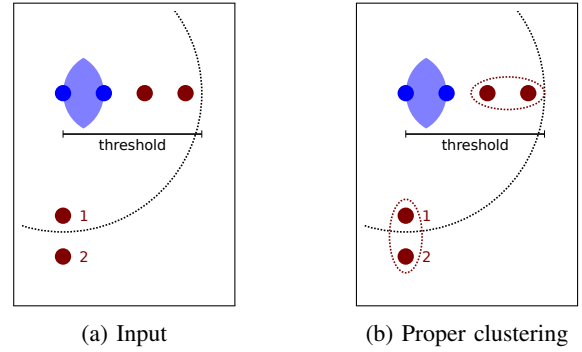 threshold
1
2
(a) Input
threshold
1
2
(b) Proper clustering